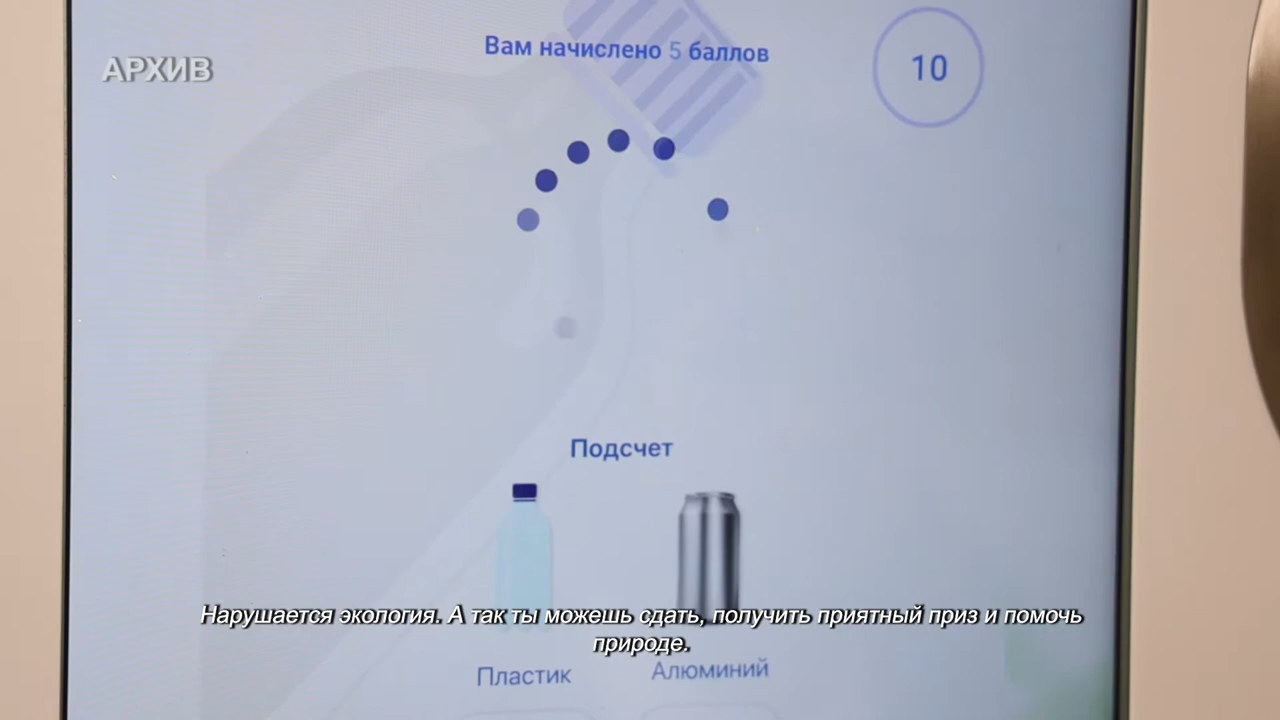 АРХИВ
Вам начислено 5 баллов
10
Подсчет
Нарушается экология. А так ты можешь сдать, получить приятный приз и помочь
природе.
Пластик
Алюминий